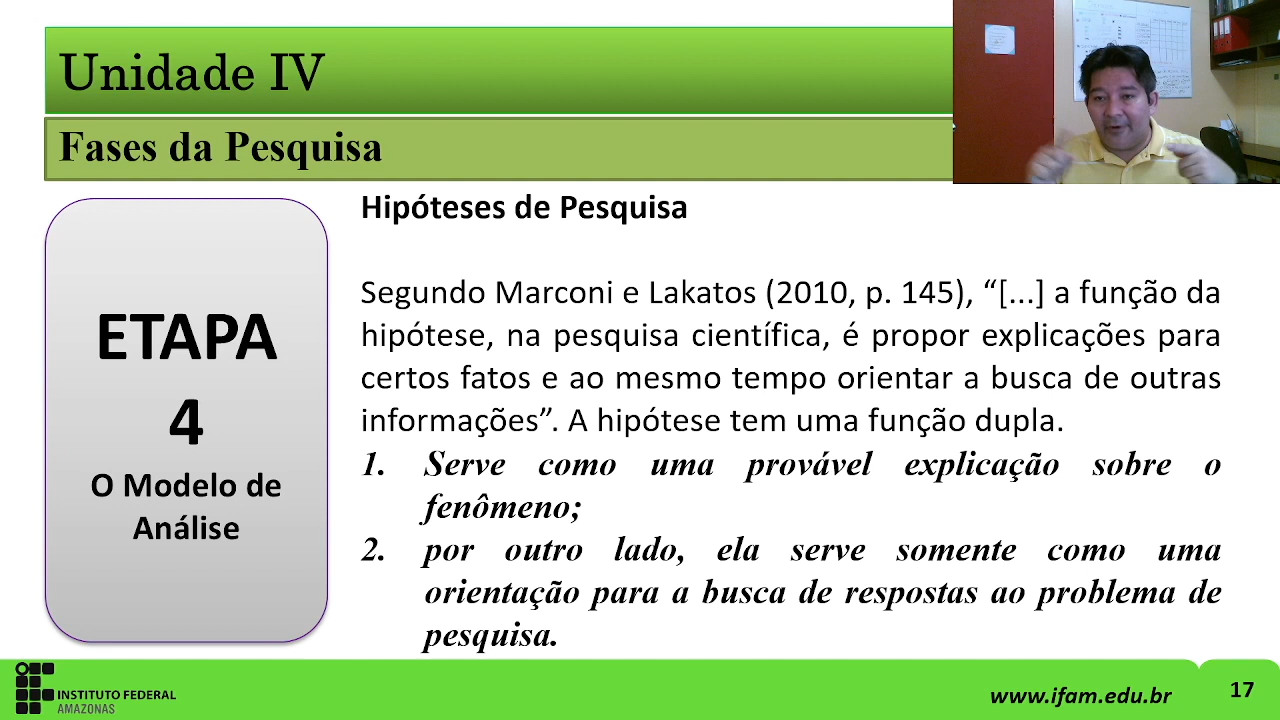 Unidade IV
Fases da Pesquisa
ETAPA
4
O Modelo de
Análise
Hipóteses de Pesquisa
Segundo Marconi e Lakatos (2010, p. 145), “[...] a função da
hipótese, na pesquisa científica, é propor explicações para
certos fatos e ao mesmo tempo orientar a busca de outras
informações”. A hipótese tem uma função dupla.
1. Serve como uma provável explicação sobre o
fenômeno;
2. por outro lado, ela serve somente como uma
orientação para a busca de respostas ao problema de
pesquisa.
INSTITUTO FEDERAL
AMAZONAS
www.ifam.edu.br
17